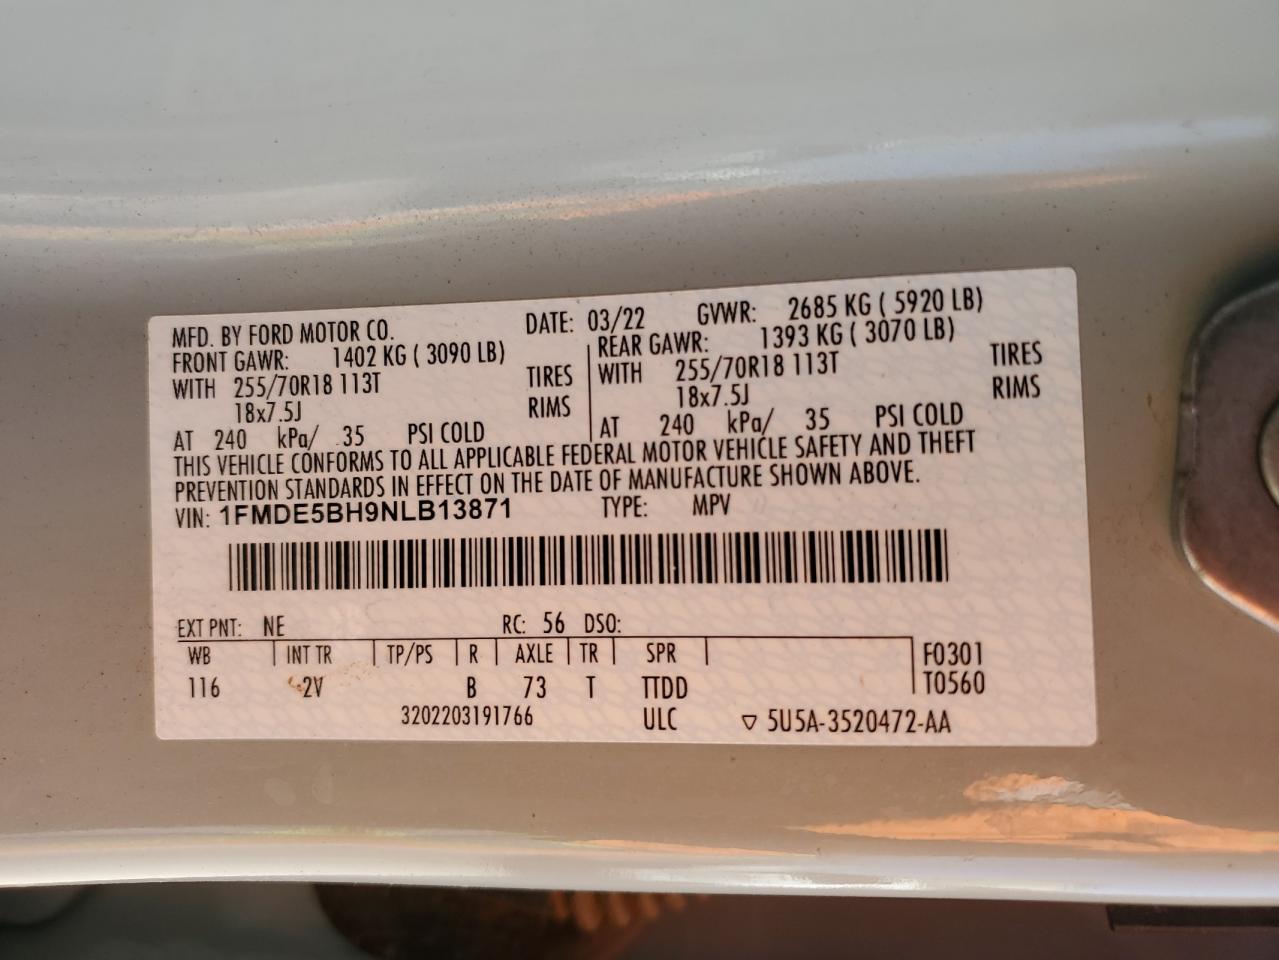 MFD. BY FORD MOTOR CO. DATE: 03/22 GVWR: 2685 KG ( 5920 LB)
FRONT GAWR: 1402 KG ( 3090 LB) REAR GAWR: 1393 KG ( 3070 LB)
WITH 255/70R18 113T TIRES WITH 255/70R18 113T TIRES
18x7.5J RIMS 18x7.5J RIMS
AT 240 kPa/ 35 PSI COLD AT 240 kPa/ 35 PSI COLD
THIS VEHICLE CONFORMS TO ALL APPLICABLE FEDERAL MOTOR VEHICLE SAFETY AND THEFT
PREVENTION STANDARDS IN EFFECT ON THE DATE OF MANUFACTURE SHOWN ABOVE.
VIN: 1FMDE5BH9NLB13871 TYPE: MPV
EXT PNT: NE RC: 56 DSO:
WB INT TR TP/PS R AXLE TR SPR F0301
116 2V B 73 T TTDD T0560
3202203191766 ULC ▽ 5U5A-3520472-AA